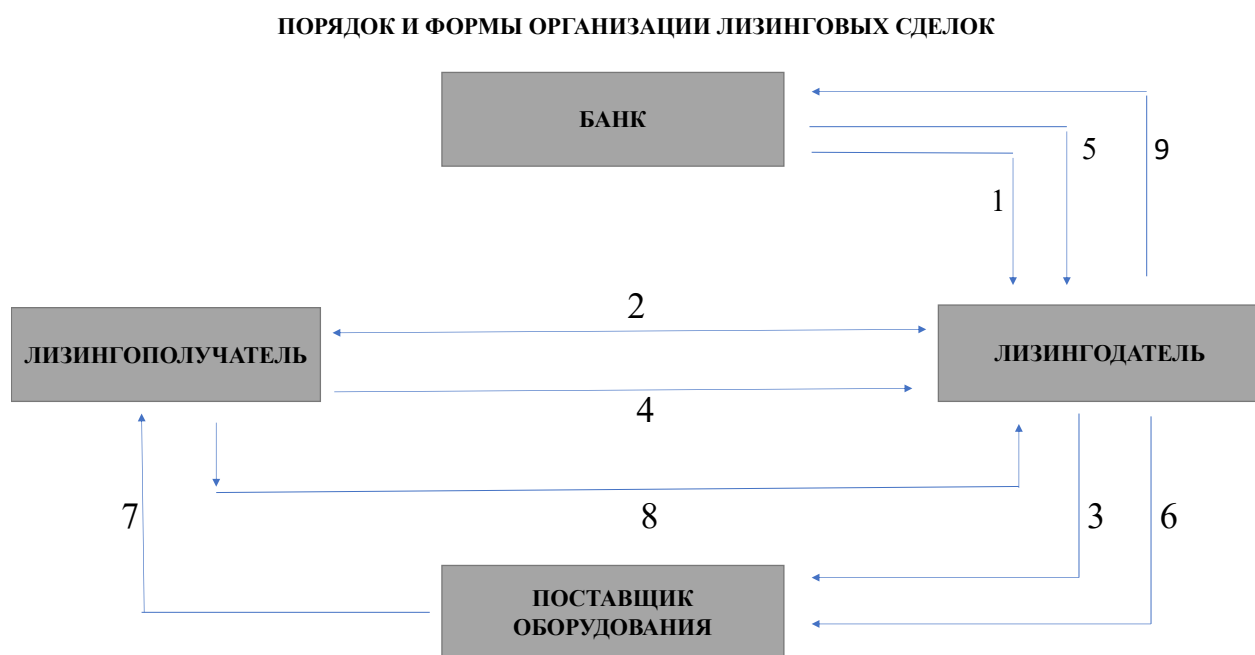 ПОРЯДОК И ФОРМЫ ОРГАНИЗАЦИИ ЛИЗИНГОВЫХ СДЕЛОК
БАНК
5
9
1
2
ЛИЗИНГОПОЛУЧАТЕЛЬ
ЛИЗИНГОДАТЕЛЬ
4
7
8
3
6
ПОСТАВЩИК
ОБОРУДОВАНИЯ